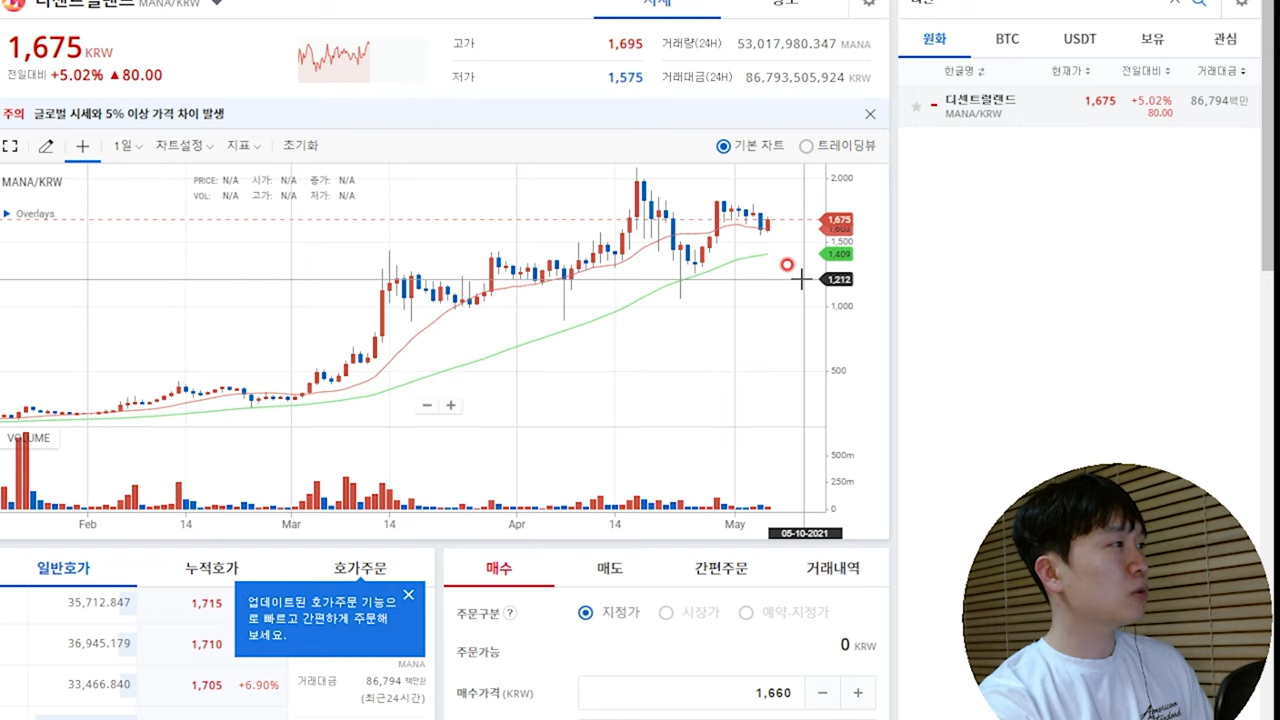 디센트럴랜드 MANA/KRW
시세
1,675 KRW
전일대비 +5.02% ▲80.00
고가 1,695 거래량(24H) 53,017,980.347 MANA
저가 1,575 거래대금(24H) 86,793,505,924 KRW
주의 글로벌 시세와 5% 이상 가격 차이 발생
1일 차트설정 지표 초기화 기본 차트 트레이딩뷰
MANA/KRW
PRICE: N/A 시가: N/A 종가: N/A
VOL: N/A 고가: N/A 저가: N/A
Overlays
2,000
1,675
1,603
1,500
1,409
1,212
1,000
500
VOLUME
500m
250m
0
Feb 14 Mar 14 Apr 14 May
05-10-2021
일반호가 누적호가 호가주문
업데이트된 호가주문 기능으
로 빠르고 간편하게 주문해
보세요.
35,712.847 1,715
36,945.179 1,710
33,466.840 1,705 +6.90%
MANA
거래대금 86,794 백만원
(최근24시간)
매수 매도 간편주문 거래내역
주문구분 ? 지정가 시장가 예약-지정가
주문가능 0 KRW
매수가격 (KRW) 1,660
원화 BTC USDT 보유 관심
한글명 현재가 전일대비 거래대금
디센트럴랜드 1,675 +5.02% 86,794백만
MANA/KRW 80.00